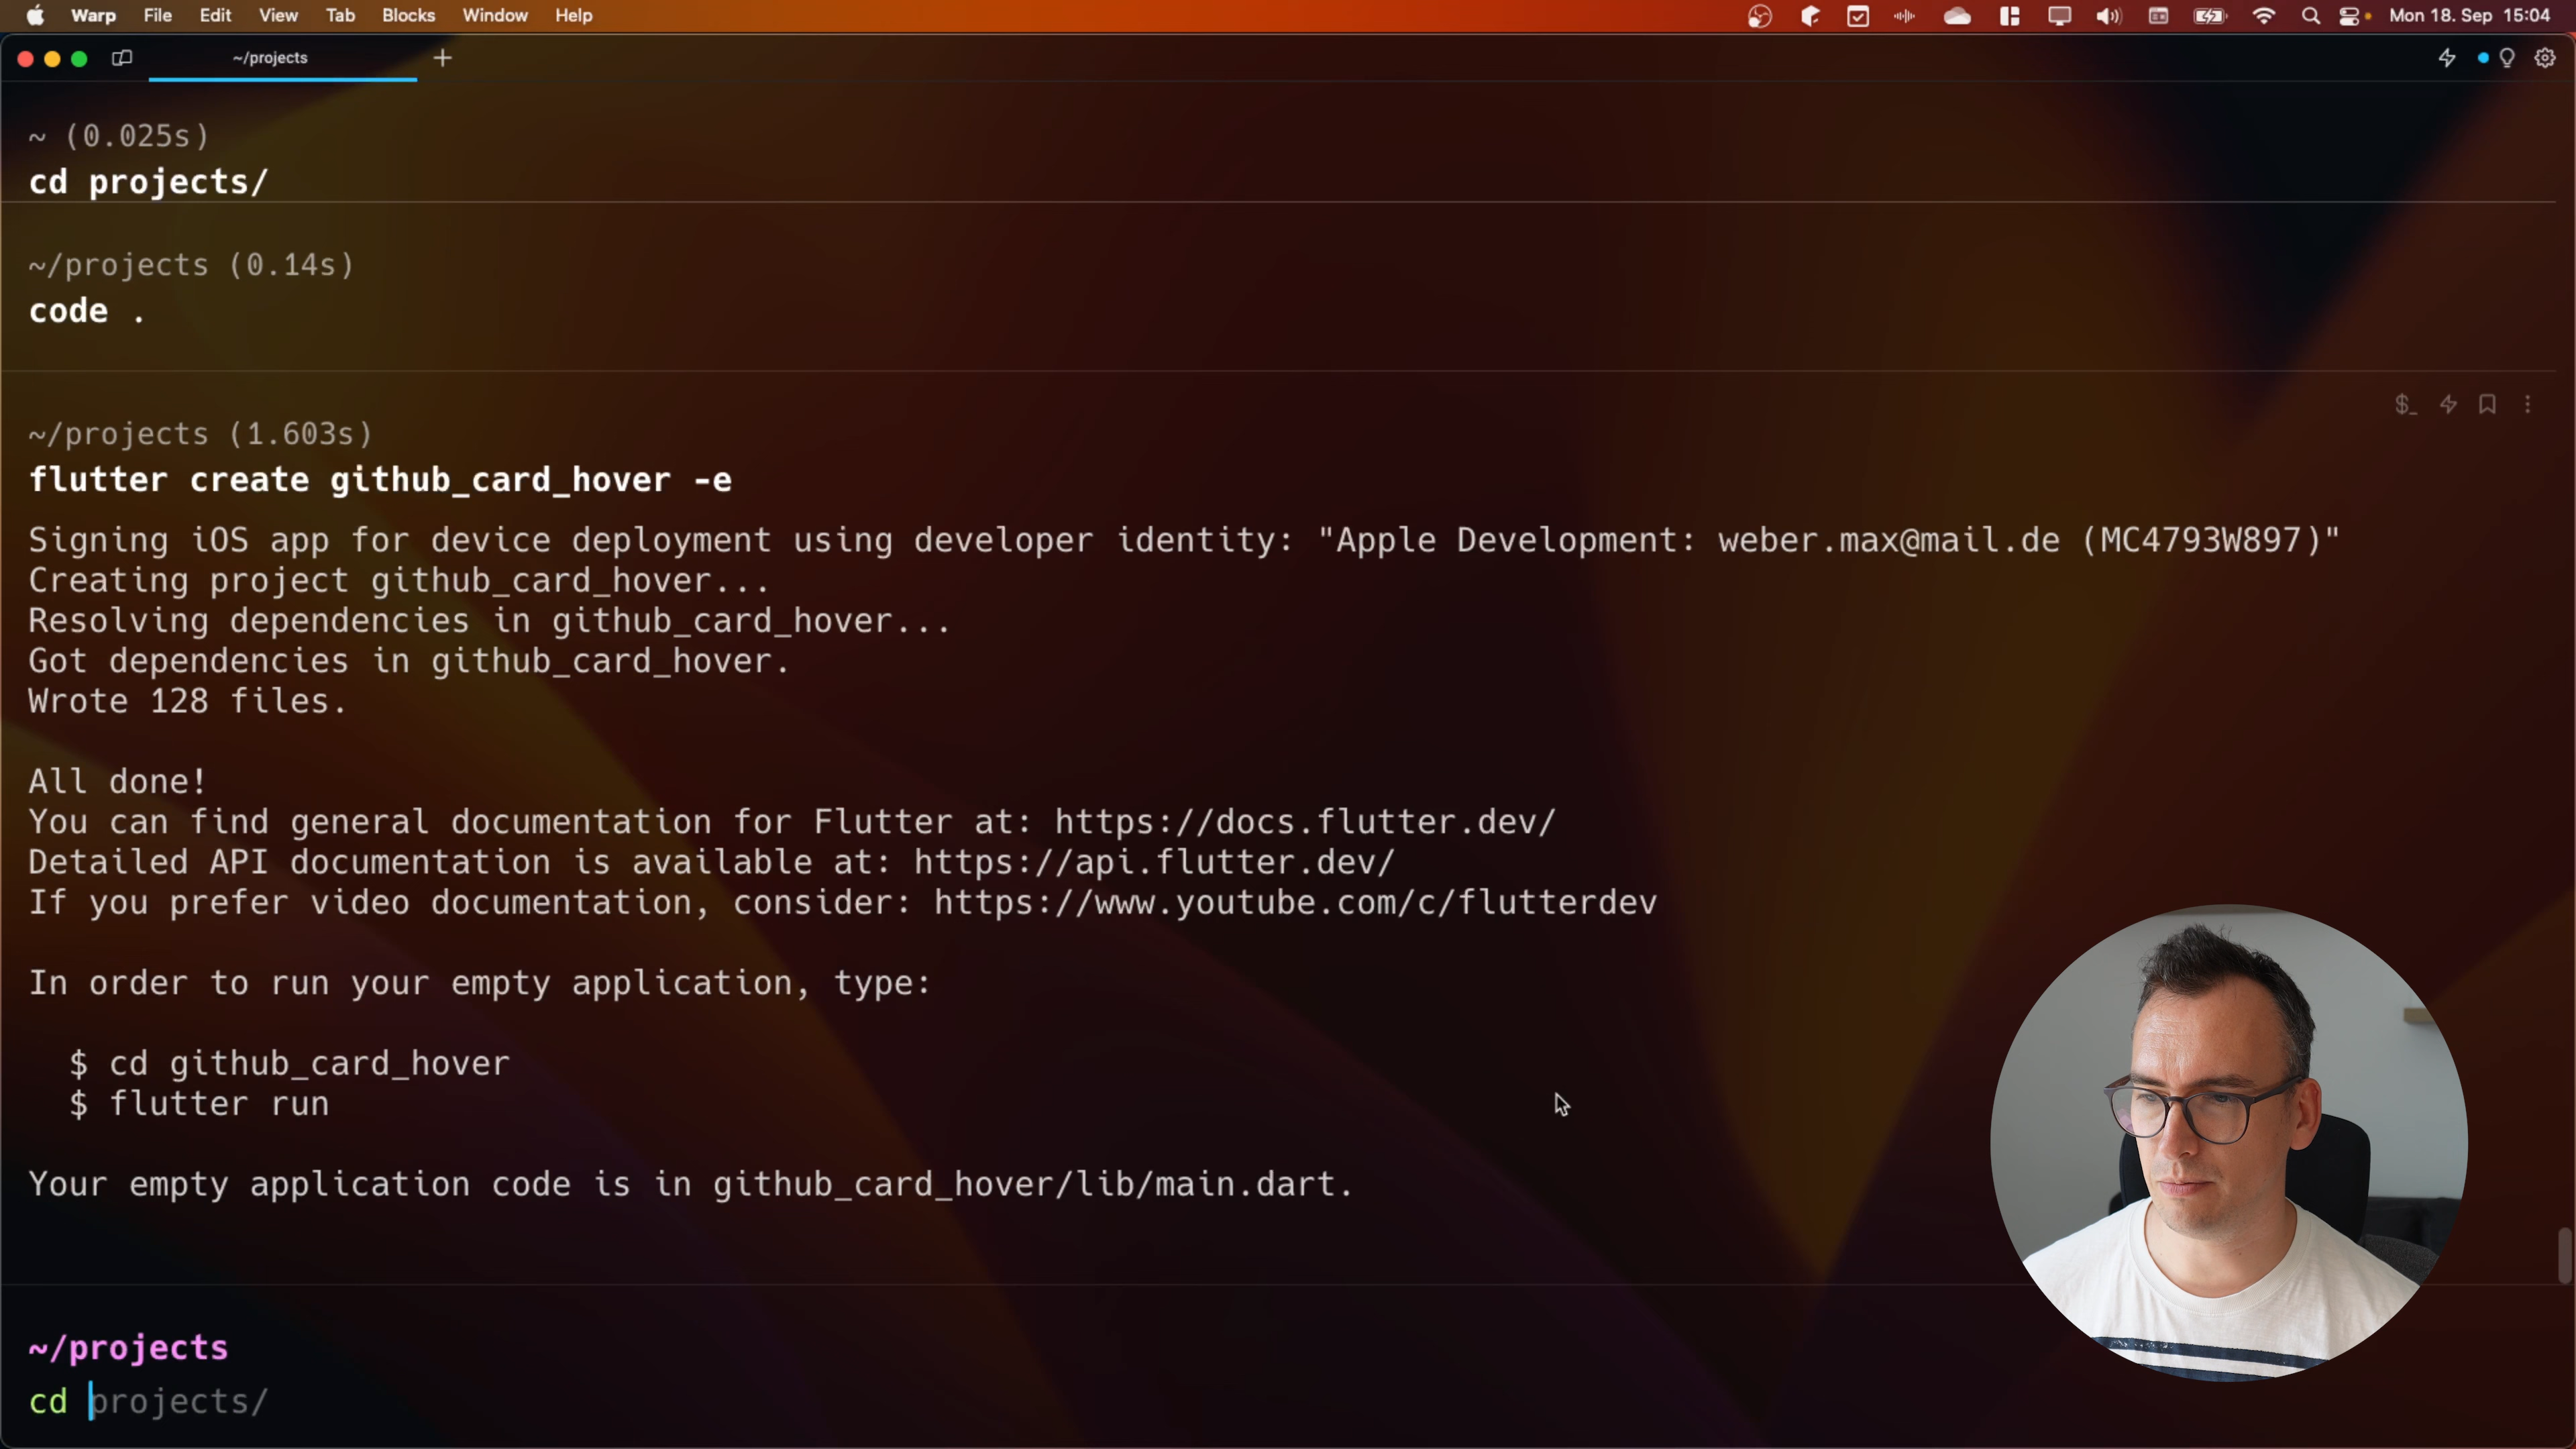 Warp File Edit View Tab Blocks Window Help Mon 18. Sep 15:04
~/projects
~ (0.025s)
cd projects/
~/projects (0.14s)
code .
~/projects (1.603s)
flutter create github_card_hover -e
Signing iOS app for device deployment using developer identity: "Apple Development: weber.max@mail.de (MC4793W897)"
Creating project github_card_hover...
Resolving dependencies in github_card_hover...
Got dependencies in github_card_hover.
Wrote 128 files.
All done!
You can find general documentation for Flutter at: https://docs.flutter.dev/
Detailed API documentation is available at: https://api.flutter.dev/
If you prefer video documentation, consider: https://www.youtube.com/c/flutterdev
In order to run your empty application, type:
$ cd github_card_hover
$ flutter run
Your empty application code is in github_card_hover/lib/main.dart.
~/projects
cd projects/